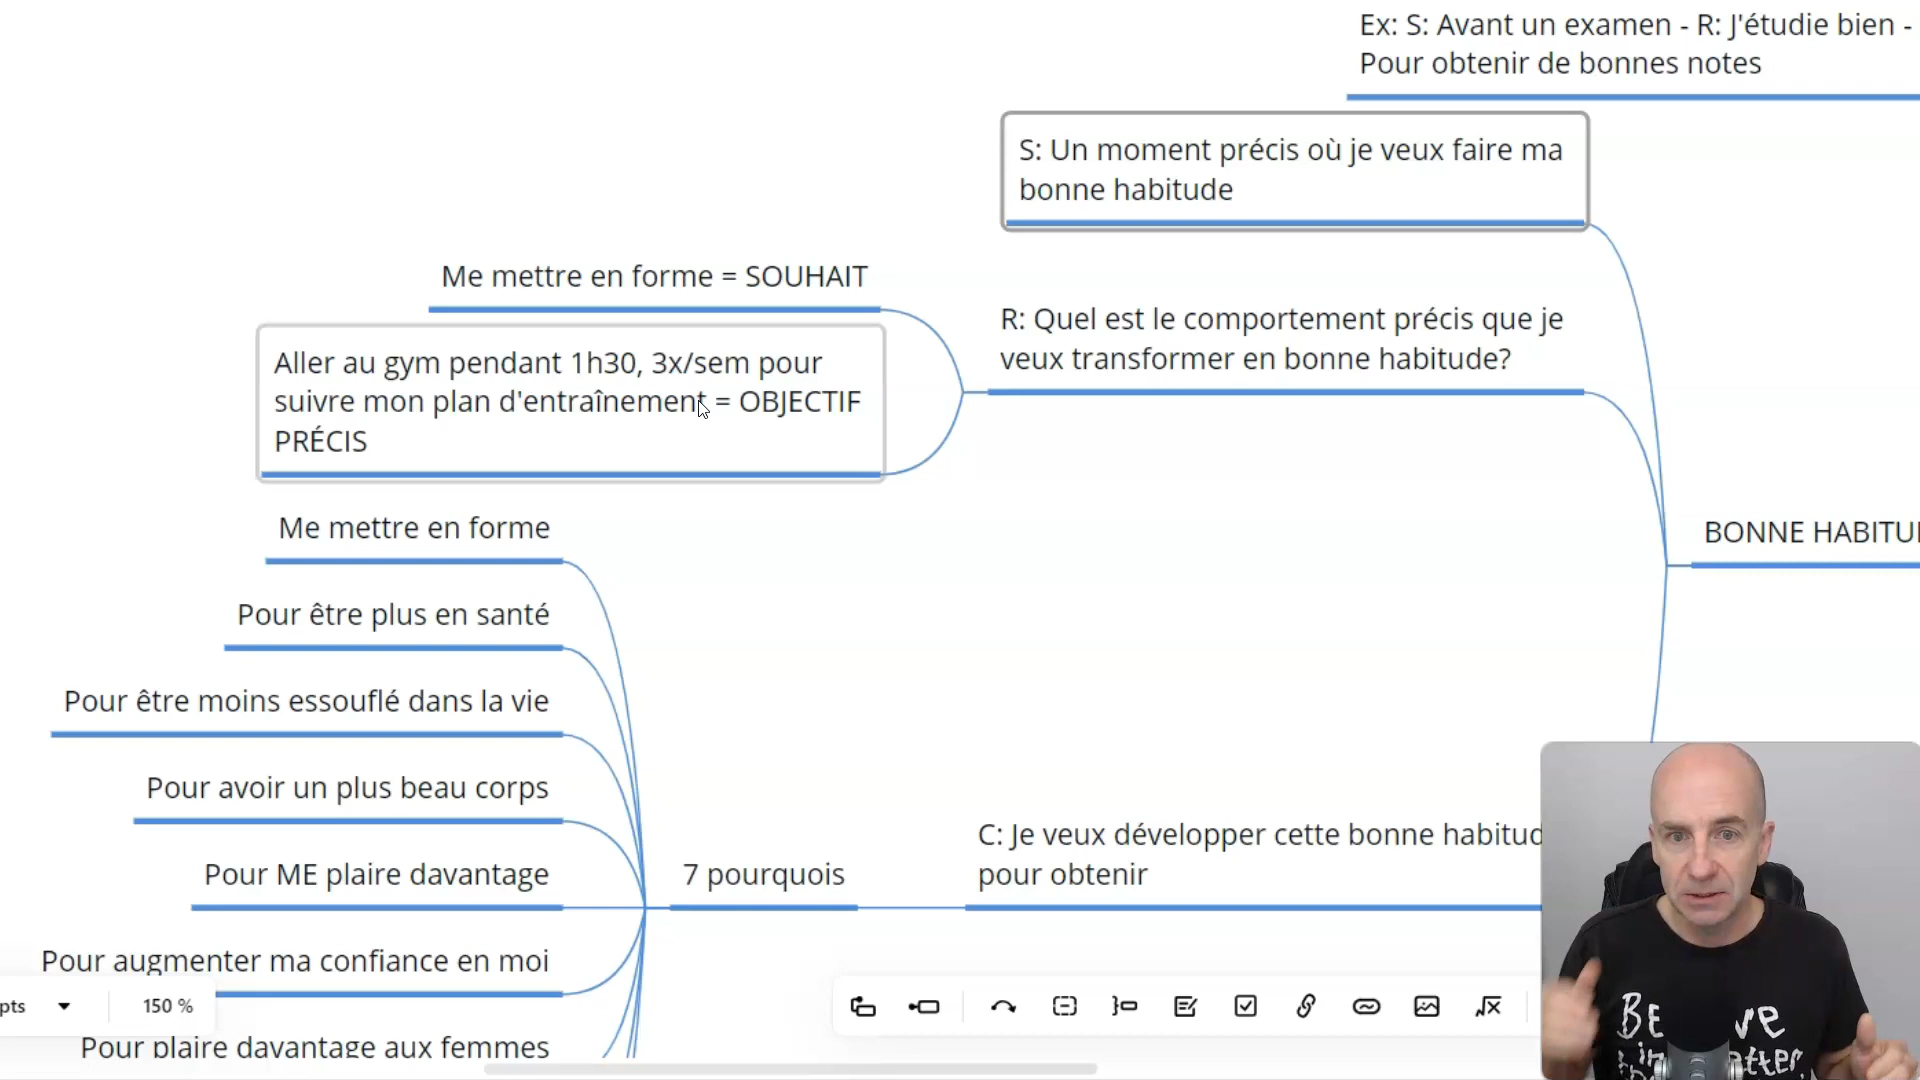 Ex: S: Avant un examen - R: J'étudie bien -
Pour obtenir de bonnes notes
S: Un moment précis où je veux faire ma
bonne habitude
Me mettre en forme = SOUHAIT
R: Quel est le comportement précis que je
veux transformer en bonne habitude?
Aller au gym pendant 1h30, 3x/sem pour
suivre mon plan d'entraînement = OBJECTIF
PRÉCIS
BONNE HABITU
Me mettre en forme
Pour être plus en santé
Pour être moins essouflé dans la vie
Pour avoir un plus beau corps
C: Je veux développer cette bonne habitud
pour obtenir
7 pourquois
Pour ME plaire davantage
Pour augmenter ma confiance en moi
pts
150 %
Pour plaire davantage aux femmes